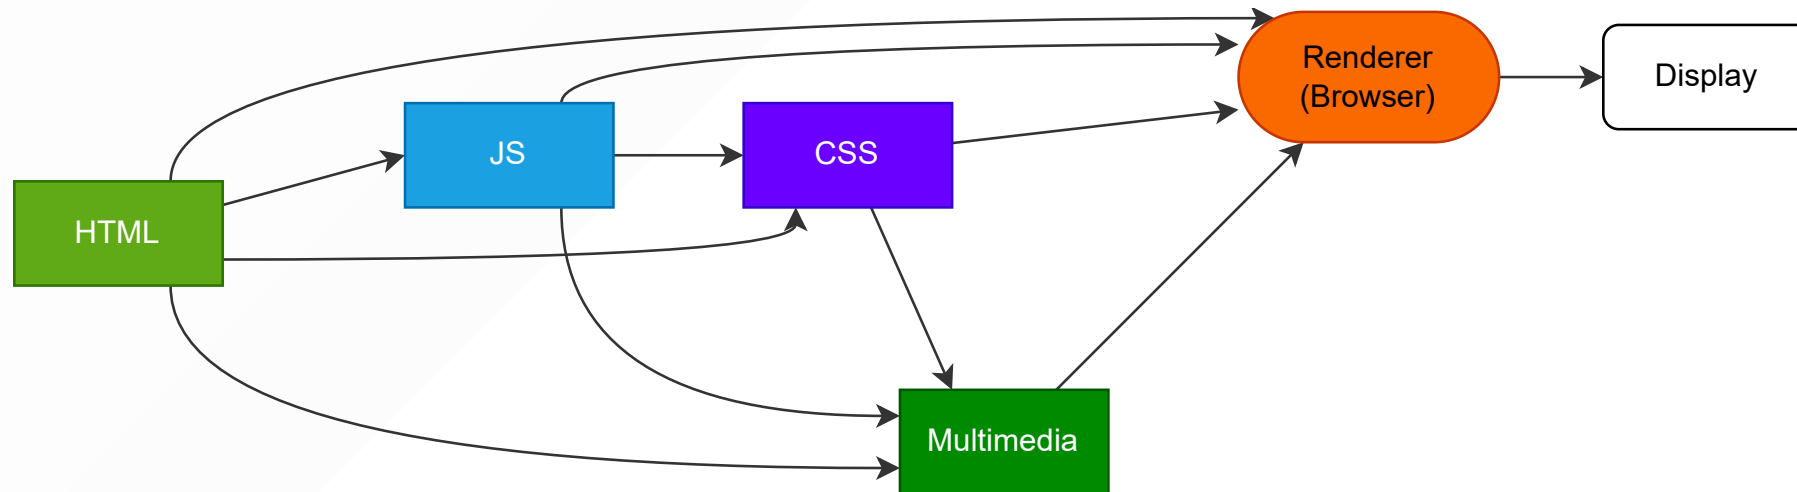 Renderer
(Browser)
Display
JS
CSS
HTML
Multimedia